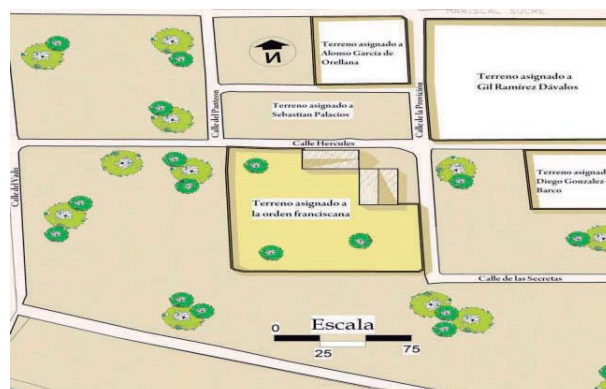 MARISCAL SUCRE
Terreno asignado a
Alonso García de
Orellana
Terreno asignado a
Gil Ramírez Dávalos
N
Calle del Panteon
Terreno asignado a
Sebastian Palacios
Calle de la Provición
Calle Hercules
Calle del Vado
Terreno asignado a
la orden franciscana
Terreno asignado
Diego Gonzalez
Barco
Calle de las Secretas
Escala
0
25
75